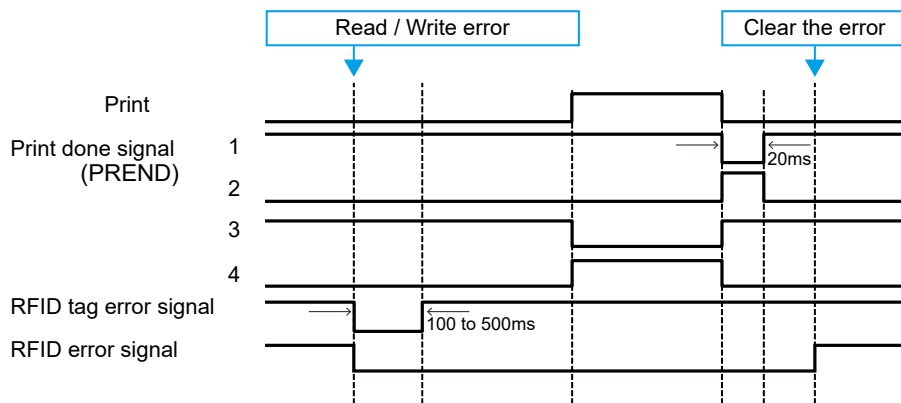 Read / Write error
Clear the error
Print
Print done signal 1
(PREND)
20ms
2
3
4
RFID tag error signal
100 to 500ms
RFID error signal